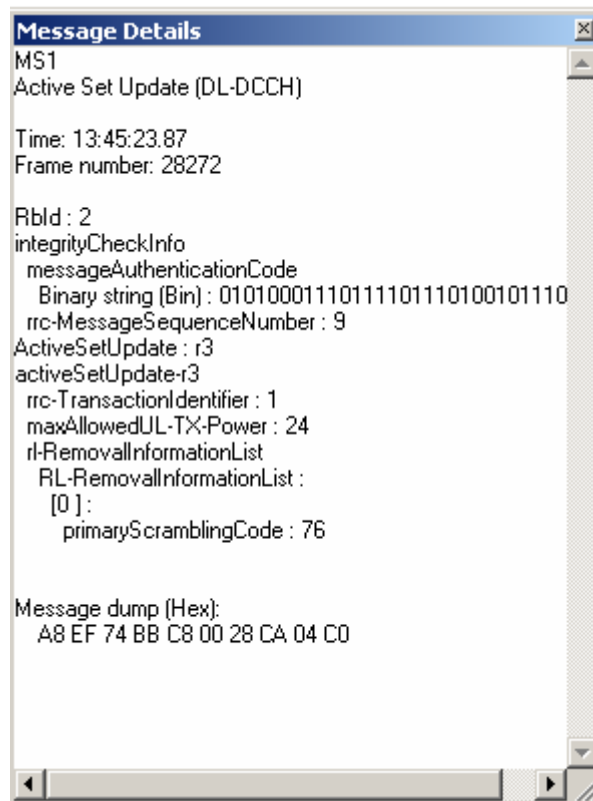 Message Details
MS1
Active Set Update (DL-DCCH)
Time: 13:45:23.87
Frame number: 28272
RbId : 2
integrityCheckInfo
messageAuthenticationCode
Binary string (Bin) : 01010001110111101110100101110
rrc-MessageSequenceNumber : 9
ActiveSetUpdate : r3
activeSetUpdate-r3
rrc-TransactionIdentifier : 1
maxAllowedUL-TX-Power : 24
rl-RemovalInformationList
RL-RemovalInformationList :
[0 ] :
primaryScramblingCode : 76
Message dump (Hex):
A8 EF 74 BB C8 00 28 CA 04 C0